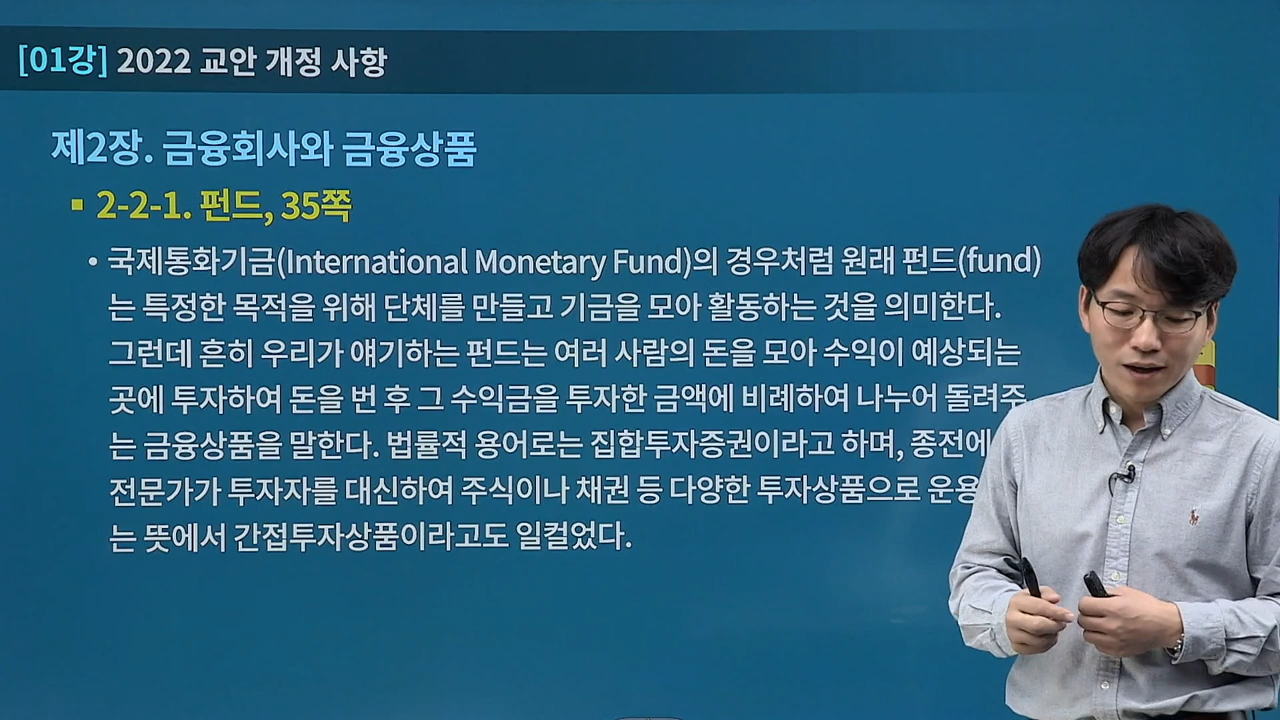 [01강] 2022 교안 개정 사항
제2장. 금융회사와 금융상품
▪ 2-2-1. 펀드, 35쪽
• 국제통화기금(International Monetary Fund)의 경우처럼 원래 펀드(fund)
는 특정한 목적을 위해 단체를 만들고 기금을 모아 활동하는 것을 의미한다.
그런데 흔히 우리가 얘기하는 펀드는 여러 사람의 돈을 모아 수익이 예상되는
곳에 투자하여 돈을 번 후 그 수익금을 투자한 금액에 비례하여 나누어 돌려주
는 금융상품을 말한다. 법률적 용어로는 집합투자증권이라고 하며, 종전에
전문가가 투자자를 대신하여 주식이나 채권 등 다양한 투자상품으로 운용
는 뜻에서 간접투자상품이라고도 일컬었다.